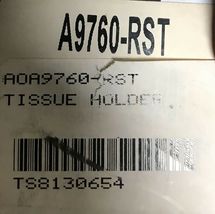 A9760-RST
AOA9760-RST
TISSUE HOLDER
TS8130654